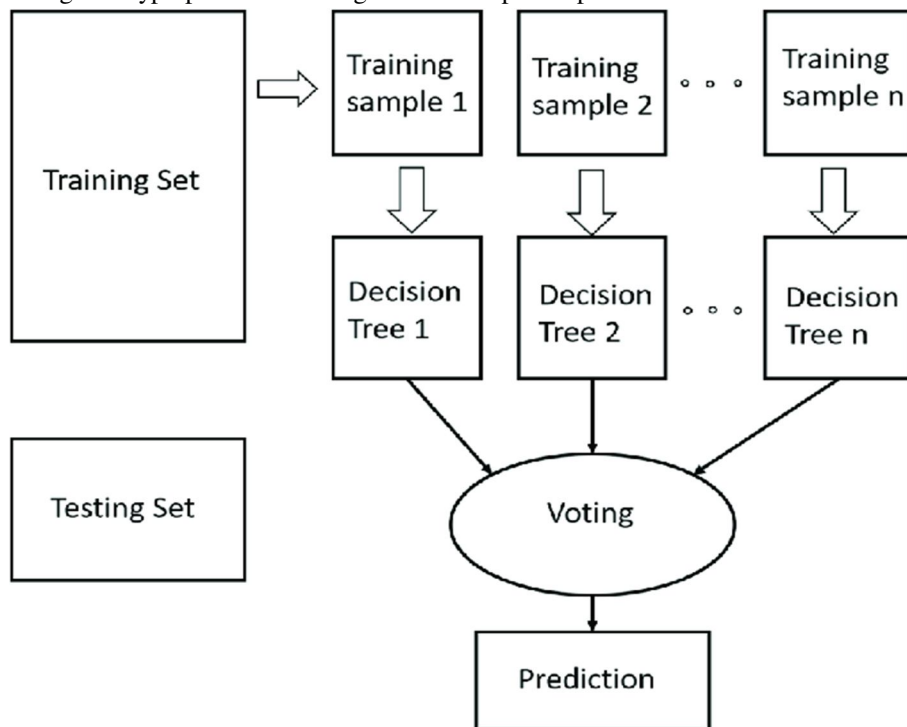 Training Set
Training
sample 1
Training
sample 2
Training
sample n
Decision
Tree 1
Decision
Tree 2
Decision
Tree n
Testing Set
Voting
Prediction